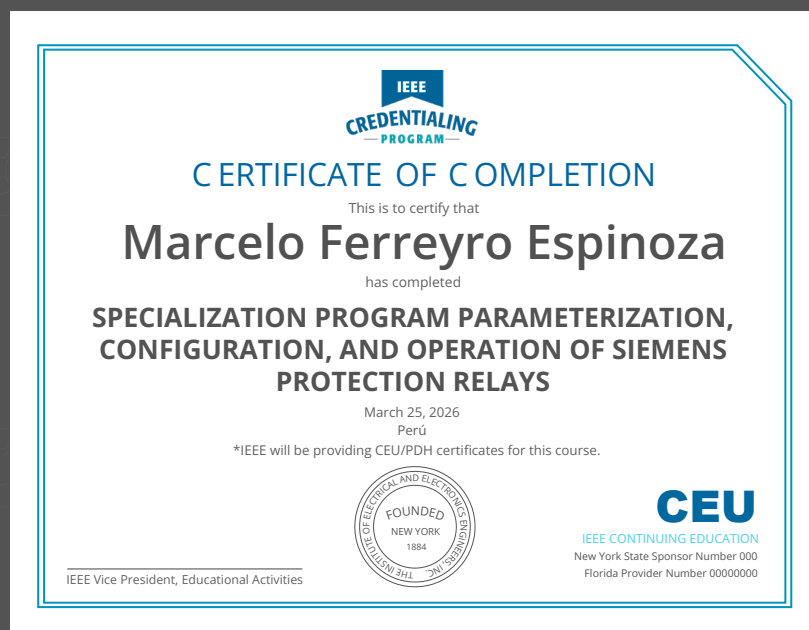 IEEE
CREDENTIALING
PROGRAM
CERTIFICATE OF COMPLETION
This is to certify that
Marcelo Ferreyro Espinoza
has completed
SPECIALIZATION PROGRAM PARAMETERIZATION,
CONFIGURATION, AND OPERATION OF SIEMENS
PROTECTION RELAYS
March 25, 2026
Perú
*IEEE will be providing CEU/PDH certificates for this course.
THE INSTITUTE OF ELECTRICAL AND ELECTRONICS ENGINEERS, INC.
FOUNDED
NEW YORK
1884
CEU
IEEE CONTINUING EDUCATION
New York State Sponsor Number 000
Florida Provider Number 00000000
IEEE Vice President, Educational Activities